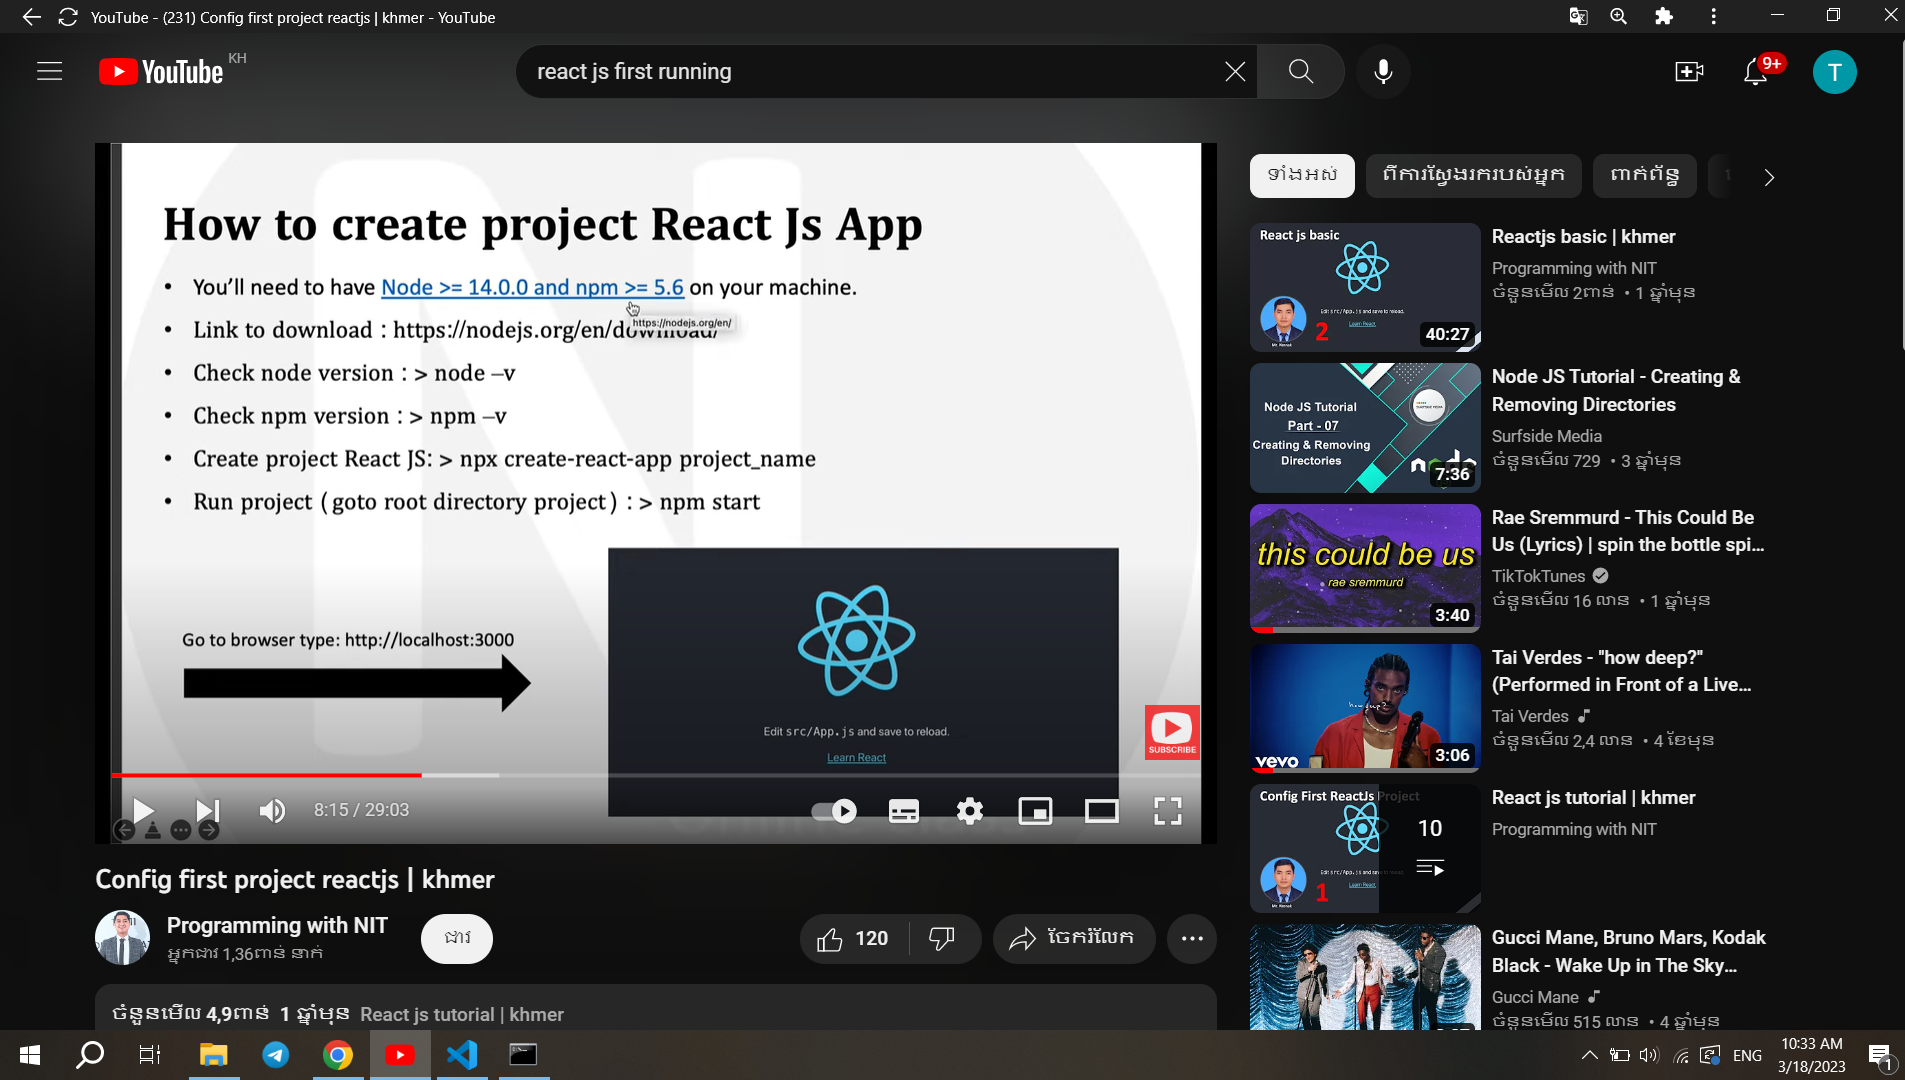 YouTube - (231) Config first project reactjs | khmer - YouTube
YouTube KH
react js first running
9+
T
How to create project React Js App
• You'll need to have Node >= 14.0.0 and npm >= 5.6 on your machine.
https://nodejs.org/en/
• Link to download : https://nodejs.org/en/download/
• Check node version : > node –v
• Check npm version : > npm –v
• Create project React JS: > npx create-react-app project_name
• Run project ( goto root directory project ) : > npm start
Go to browser type: http://localhost:3000
Edit src/App.js and save to reload.
Learn React
SUBSCRIBE
8:15 / 29:03
Config first project reactjs | khmer
Programming with NIT
អ្នកជាវ 1,36ពាន់ នាក់
ជាវ
120
ចែករំលែក
ចំនួនមើល 4,9ពាន់ 1 ឆ្នាំមុន React js tutorial | khmer
ទាំងអស់
ពីការស្វែងរករបស់អ្នក
ពាក់ព័ន្ធ
React js basic
Edit src/App.js and save to reload.
Learn React
2
40:27
Reactjs basic | khmer
Programming with NIT
ចំនួនមើល 2ពាន់ • 1 ឆ្នាំមុន
Node JS Tutorial
Part - 07
Creating & Removing
Directories
7:36
Node JS Tutorial - Creating &
Removing Directories
Surfside Media
ចំនួនមើល 729 • 3 ឆ្នាំមុន
this could be us
rae sremmurd
3:40
Rae Sremmurd - This Could Be
Us (Lyrics) | spin the bottle spi...
TikTokTunes
ចំនួនមើល 16 លាន • 1 ឆ្នាំមុន
how deep?
vevo
3:06
Tai Verdes - "how deep?"
(Performed in Front of a Live...
Tai Verdes
ចំនួនមើល 2,4 លាន • 4 ខែមុន
Config First ReactJs Project
Learn React
1
10
React js tutorial | khmer
Programming with NIT
Gucci Mane, Bruno Mars, Kodak
Black - Wake Up in The Sky...
Gucci Mane
ចំនួនមើល 515 លាន • 4 ឆ្នាំមុន
ENG
10:33 AM
3/18/2023
1